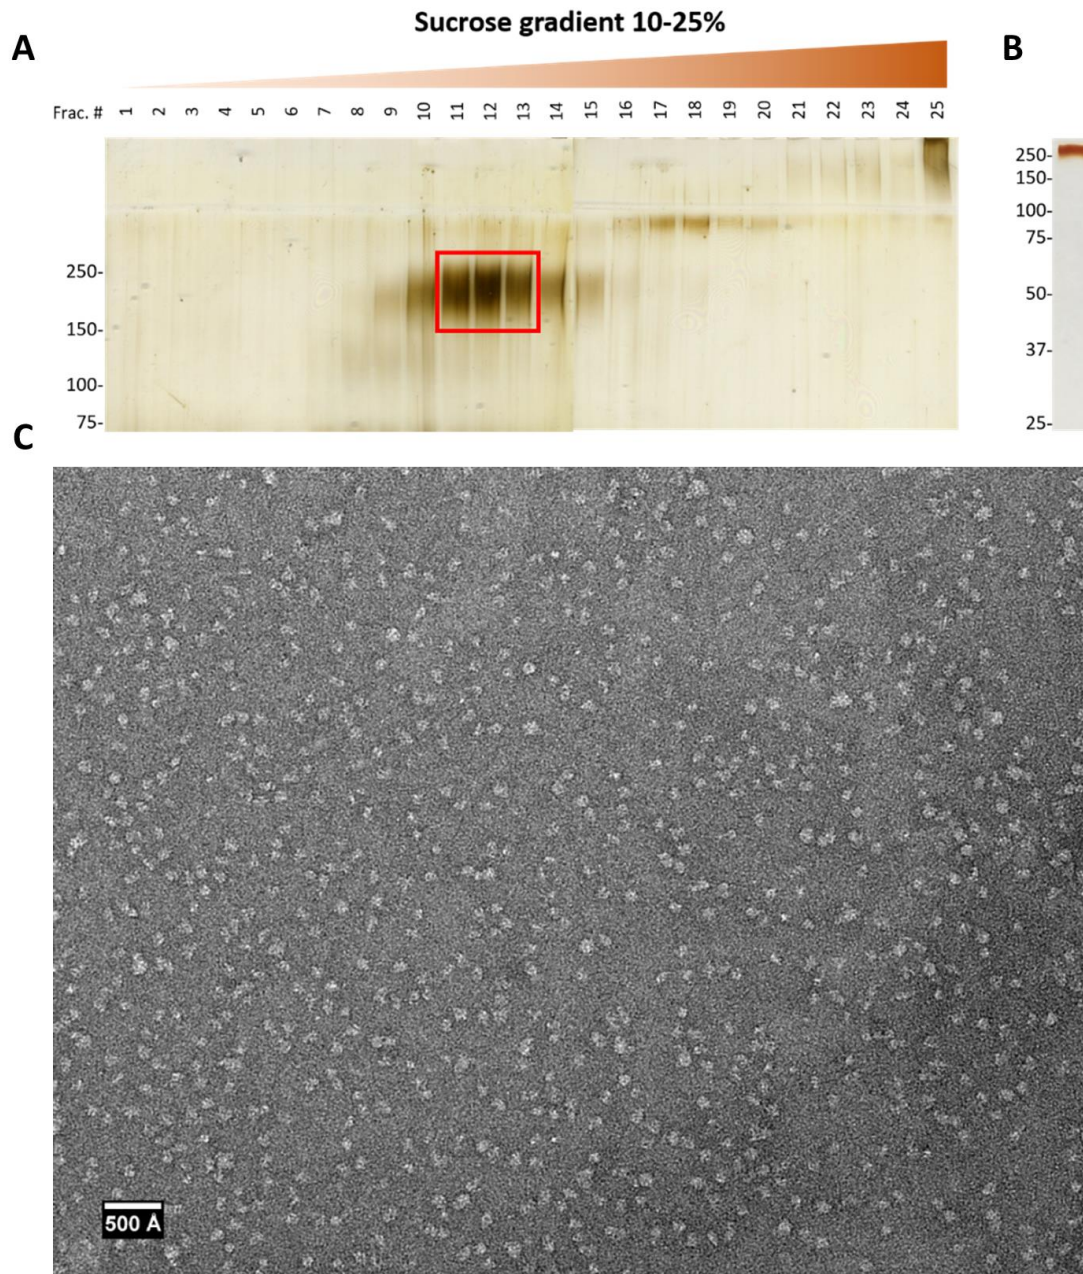 Sucrose gradient 10-25%
A
B
Frac. # 1 2 3 4 5 6 7 8 9 10 11 12 13 14 15 16 17 18 19 20 21 22 23 24 25
250-
150-
100-
75-
250-
150-
100-
75-
50-
37-
25-
C
500 Å